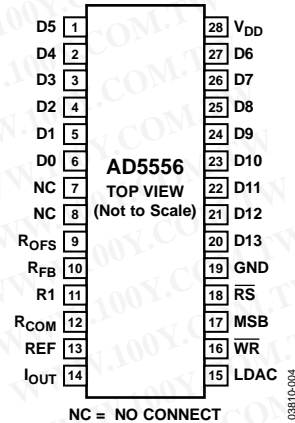 D5 1 28 VDD
D4 2 27 D6
D3 3 26 D7
D2 4 25 D8
D1 5 24 D9
D0 6 AD5556 23 D10
NC 7 TOP VIEW 22 D11
NC 8 (Not to Scale) 21 D12
ROFS 9 20 D13
RFB 10 19 GND
R1 11 18 RS
RCOM 12 17 MSB
REF 13 16 WR
IOUT 14 15 LDAC
NC = NO CONNECT
03810-004